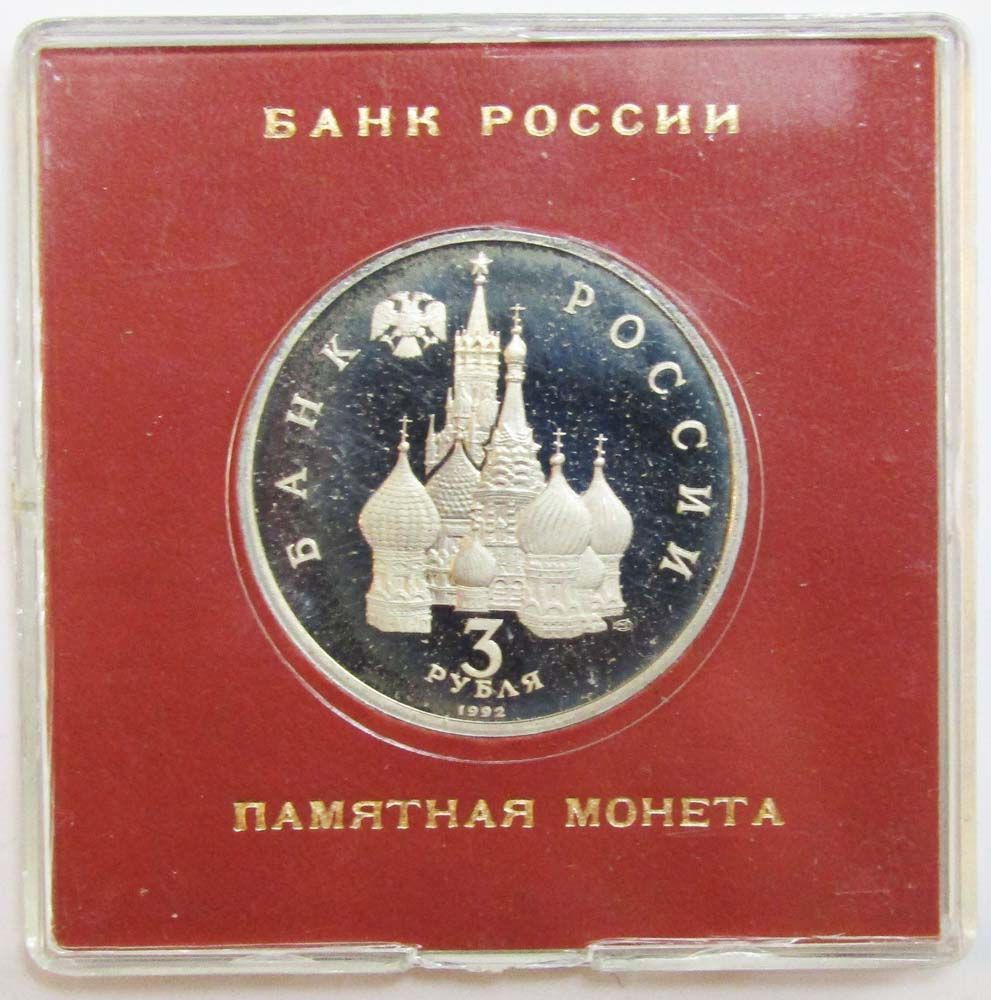 БАНК РОССИИ
БАНК РОССИИ
3
РУБЛЯ
1992
ПАМЯТНАЯ МОНЕТА